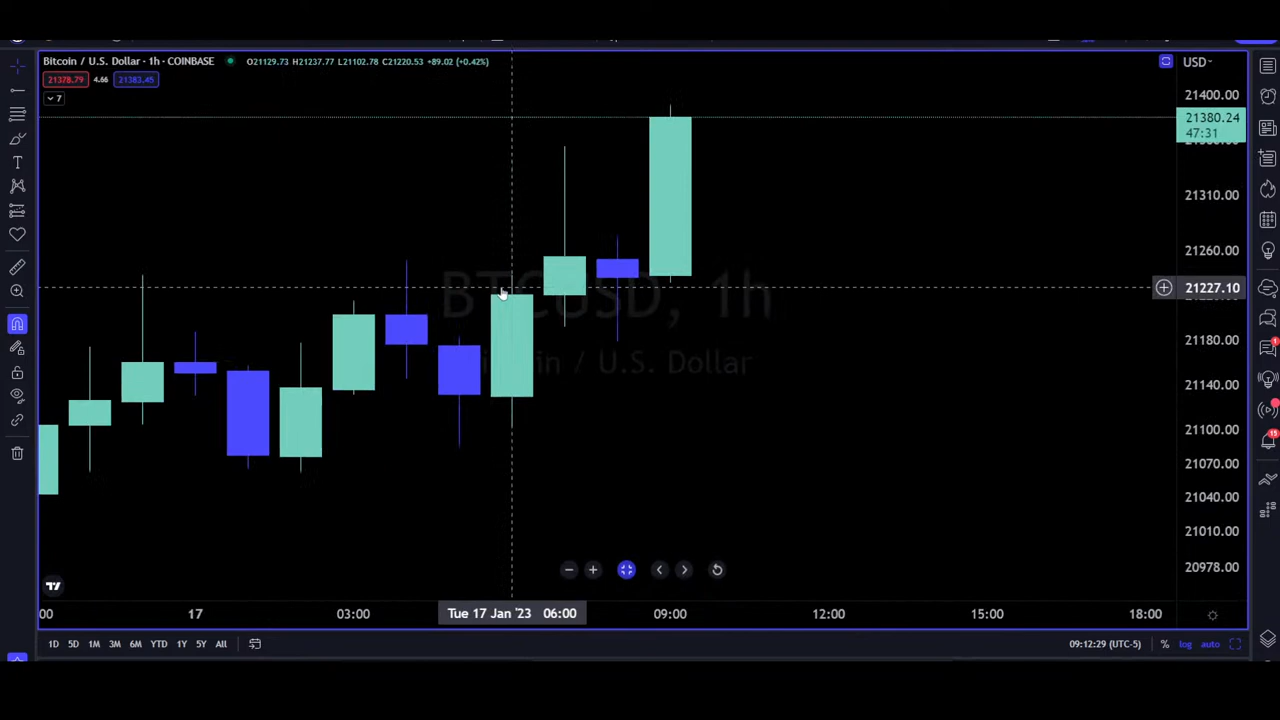 Bitcoin / U.S. Dollar · 1h · COINBASE
O21129.73 H21237.77 L21102.78 C21220.53 +89.02 (+0.42%)
USD
21378.79 4.66 21383.45
7
21400.00
21380.24
47:31
21310.00
21260.00
21227.10
21180.00
21140.00
21100.00
21070.00
21040.00
21010.00
20978.00
BTCUSD, 1h
Bitcoin / U.S. Dollar
:00 17 03:00 Tue 17 Jan '23 06:00 09:00 12:00 15:00 18:00
1D 5D 1M 3M 6M YTD 1Y 5Y All
09:12:29 (UTC-5) % log auto
1
15